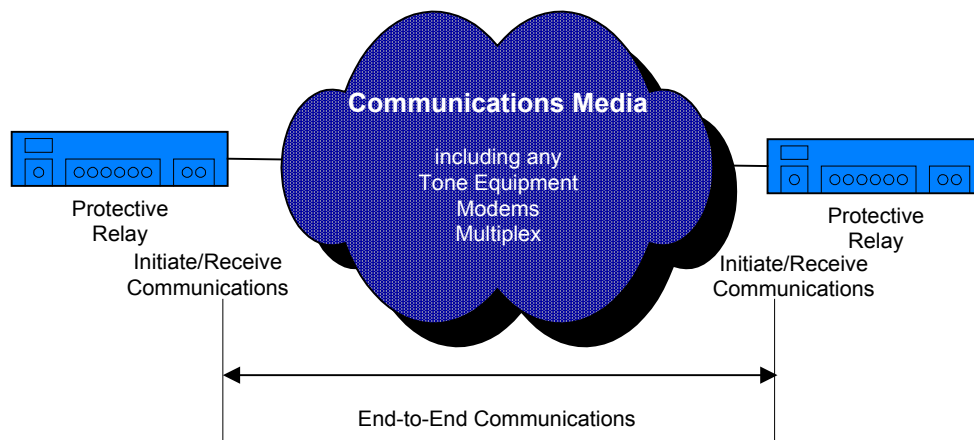 Communications Media
including any
Tone Equipment
Modems
Multiplex
Protective
Relay
Initiate/Receive
Communications
Protective
Relay
Initiate/Receive
Communications
End-to-End Communications